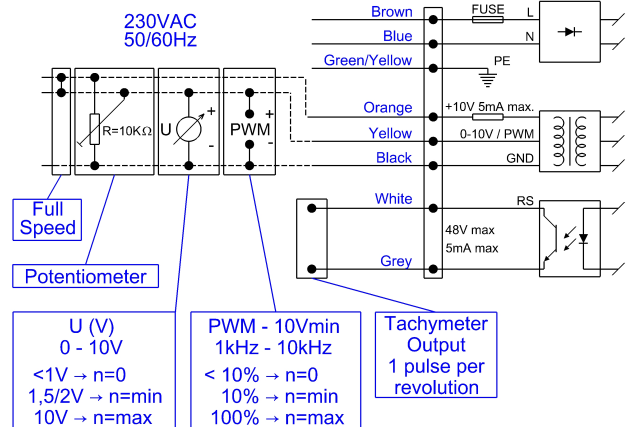 230VAC
50/60Hz
Brown
FUSE
L
Blue
N
Green/Yellow
PE
Orange
+10V 5mA max.
Yellow
0-10V / PWM
Black
GND
R=10KΩ
U
+
-
PWM
+
-
White
RS
48V max
5mA max
Grey
Full
Speed
Potentiometer
U (V)
0 - 10V
<1V → n=0
1,5/2V → n=min
10V → n=max
PWM - 10Vmin
1kHz - 10kHz
< 10% → n=0
10% → n=min
100% → n=max
Tachymeter
Output
1 pulse per
revolution